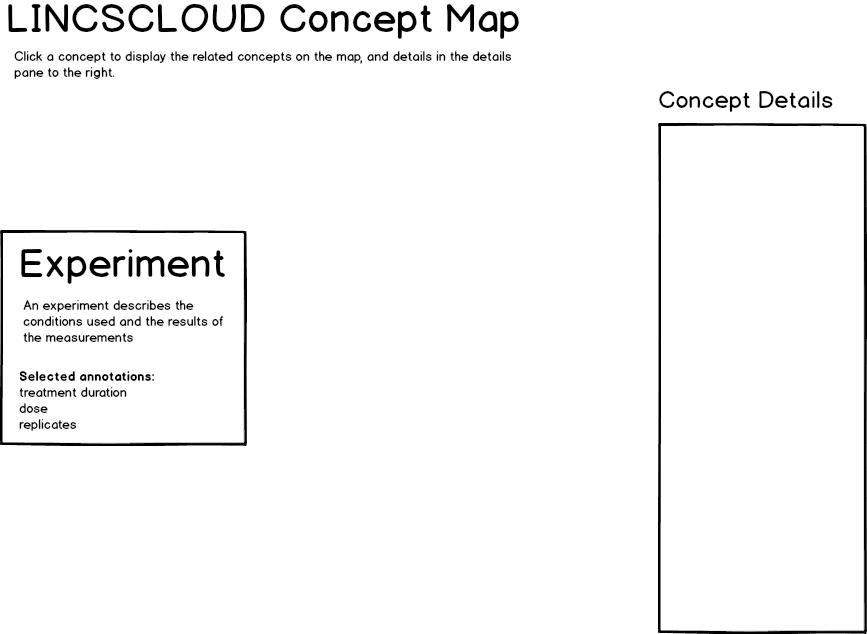 LINCSCLOUD Concept Map
Click a concept to display the related concepts on the map, and details in the details
pane to the right.
Concept Details
Experiment
An experiment describes the
conditions used and the results of
the measurements
Selected annotations:
treatment duration
dose
replicates